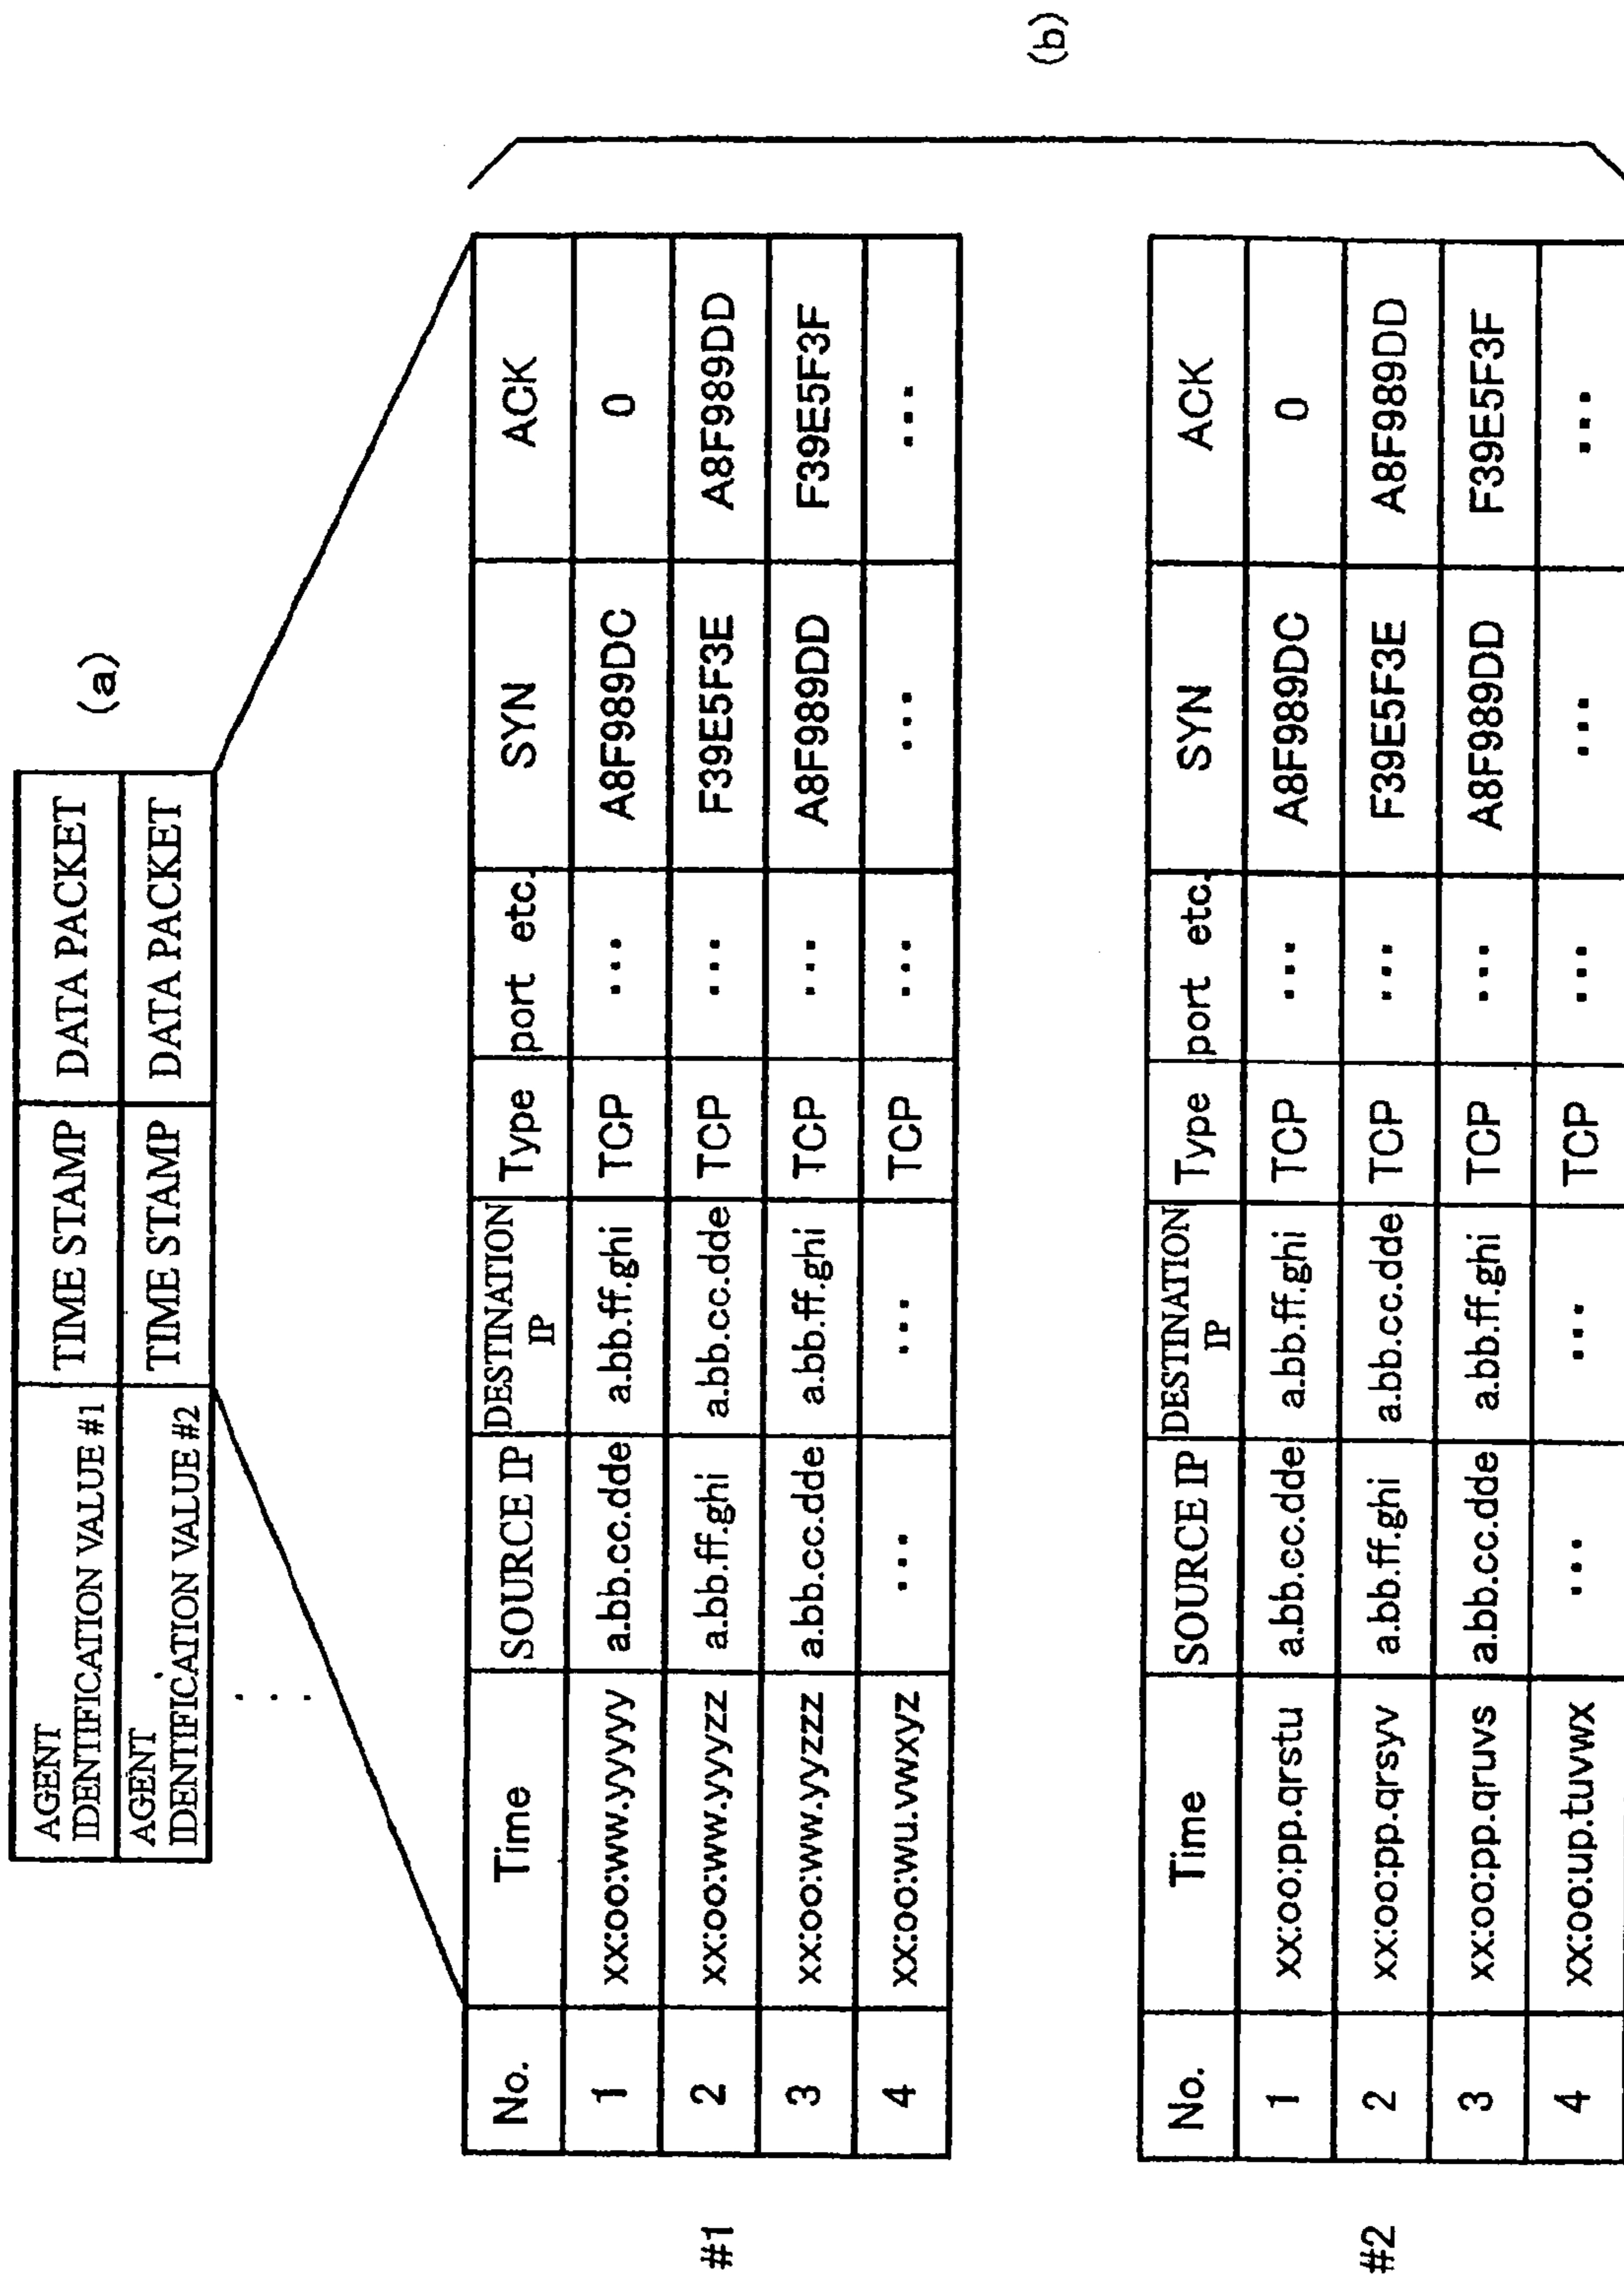 (a)
AGENT
IDENTIFICATION VALUE #1 TIME STAMP DATA PACKET
AGENT
IDENTIFICATION VALUE #2 TIME STAMP DATA PACKET
...
(b)
#1
No. Time SOURCE IP DESTINATION IP Type port etc. SYN ACK
1 xx:oo:ww.yyyyy a.bb.cc.dde a.bb.ff.ghi TCP ... A8F989DC 0
2 xx:oo:ww.yyyzz a.bb.ff.ghi a.bb.cc.dde TCP ... F39E5F3E A8F989DD
3 xx:oo:ww.yyzzz a.bb.cc.dde a.bb.ff.ghi TCP ... A8F989DD F39E5F3F
4 xx:oo:wu.vwxyz ... ... TCP ... ... ...
#2
No. Time SOURCE IP DESTINATION IP Type port etc. SYN ACK
1 xx:oo:pp.qrstu a.bb.cc.dde a.bb.ff.ghi TCP ... A8F989DC 0
2 xx:oo:pp.qrsyv a.bb.ff.ghi a.bb.cc.dde TCP ... F39E5F3E A8F989DD
3 xx:oo:pp.qruvs a.bb.cc.dde a.bb.ff.ghi TCP ... A8F989DD F39E5F3F
4 xx:oo:up.tuvwx ... ... TCP ... ... ...